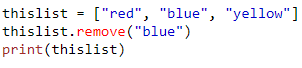 thislist = ["red", "blue", "yellow"]
thislist.remove("blue")
print(thislist)